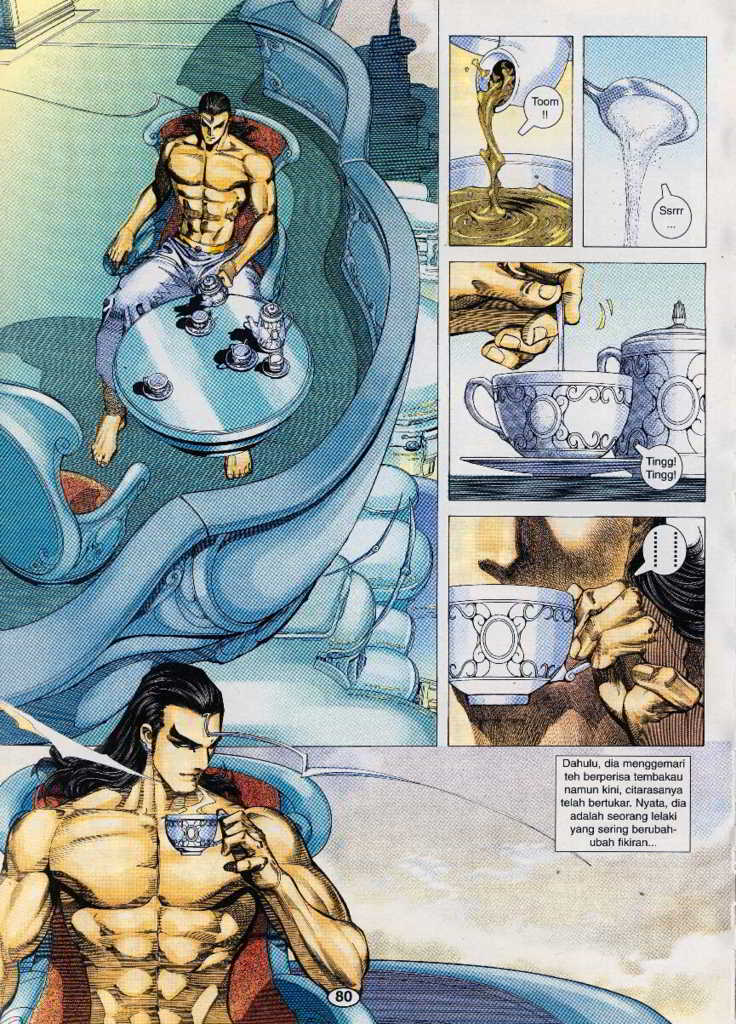 Toom
!!
Ssrrr
...
Tingg!
Tingg!
Dahulu, dia menggemari
teh berperisa tembakau
namun kini, citarasanya
telah bertukar. Nyata, dia
adalah seorang lelaki
yang sering berubah-
ubah fikiran...
80